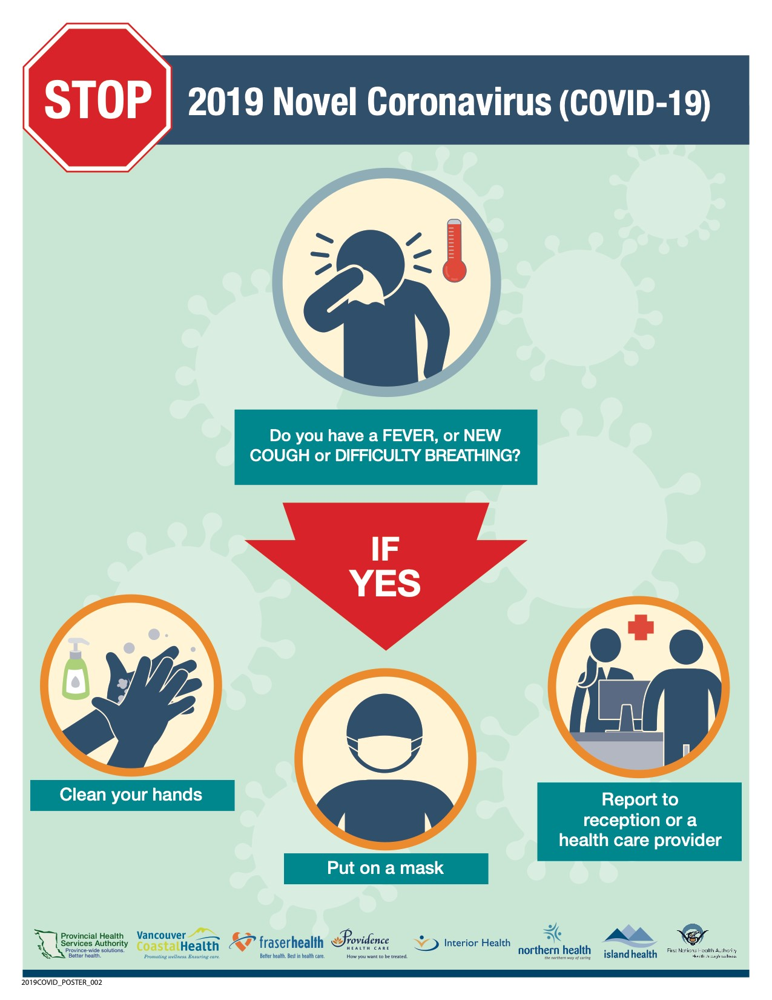 STOP
2019 Novel Coronavirus (COVID-19)
Do you have a FEVER, or NEW
COUGH or DIFFICULTY BREATHING?
IF
YES
Clean your hands
Put on a mask
Report to
reception or a
health care provider
Provincial Health
Services Authority
Province-wide solutions.
Better health.
Vancouver
CoastalHealth
Promoting wellness. Ensuring care.
fraserhealth
Better health. Best in health care.
Providence
HEALTH CARE
How you want to be treated.
Interior Health
northern health
the northern way of caring
island health
First Nations Health Authority
Health through wellness
2019COVID_POSTER_002